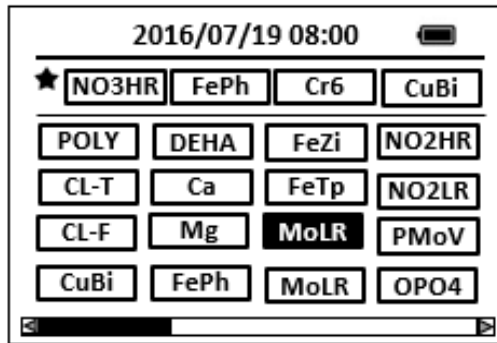 2016/07/19 08:00
NO3HR FePh Cr6 CuBi
POLY DEHA FeZi NO2HR
CL-T Ca FeTp NO2LR
CL-F Mg MoLR PMoV
CuBi FePh MoLR OPO4